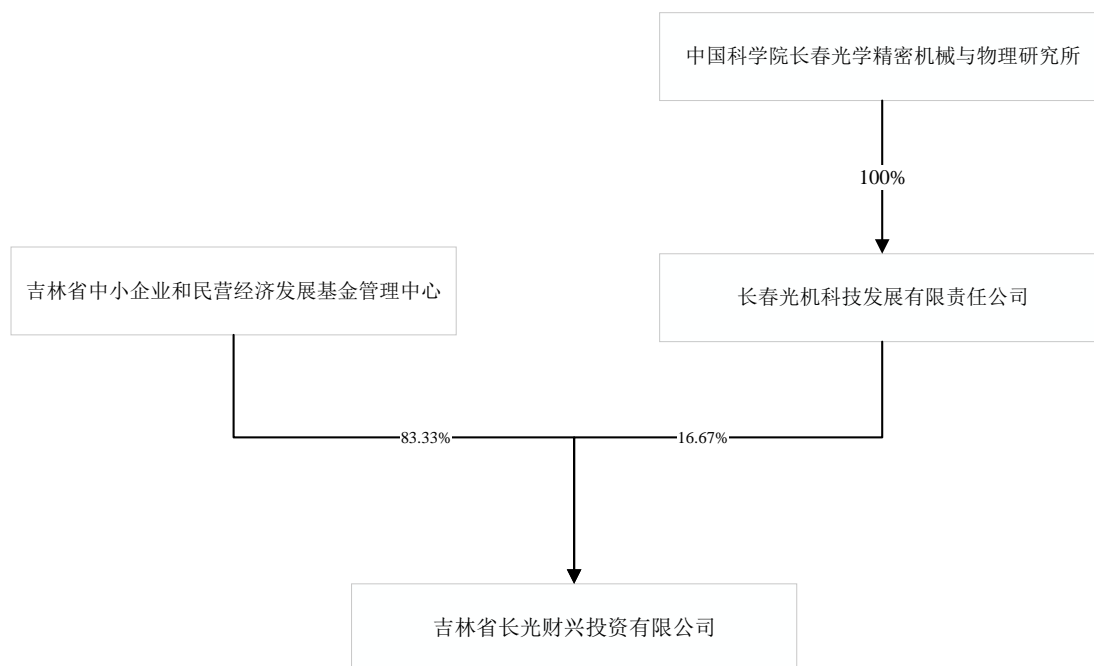 中国科学院长春光学精密机械与物理研究所
100%
吉林省中小企业和民营经济发展基金管理中心
长春光机科技发展有限责任公司
83.33%
16.67%
吉林省长光财兴投资有限公司